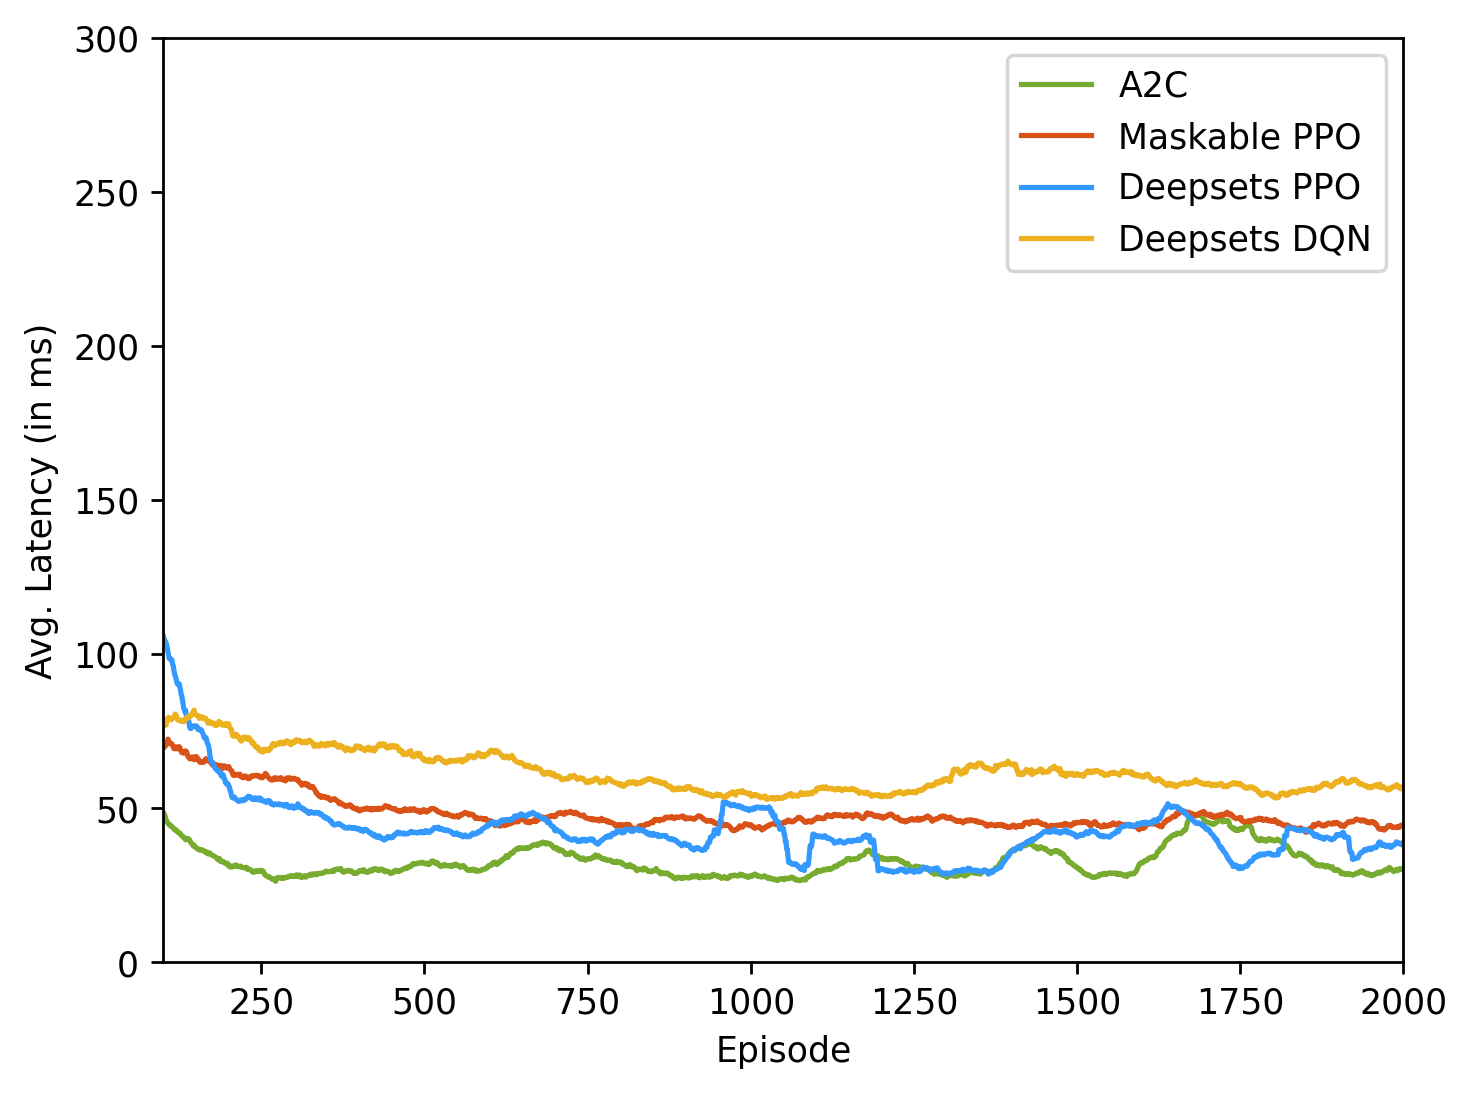 300
250
200
150
100
50
0
Avg. Latency (in ms)
A2C
Maskable PPO
Deepsets PPO
Deepsets DQN
250 500 750 1000 1250 1500 1750 2000
Episode